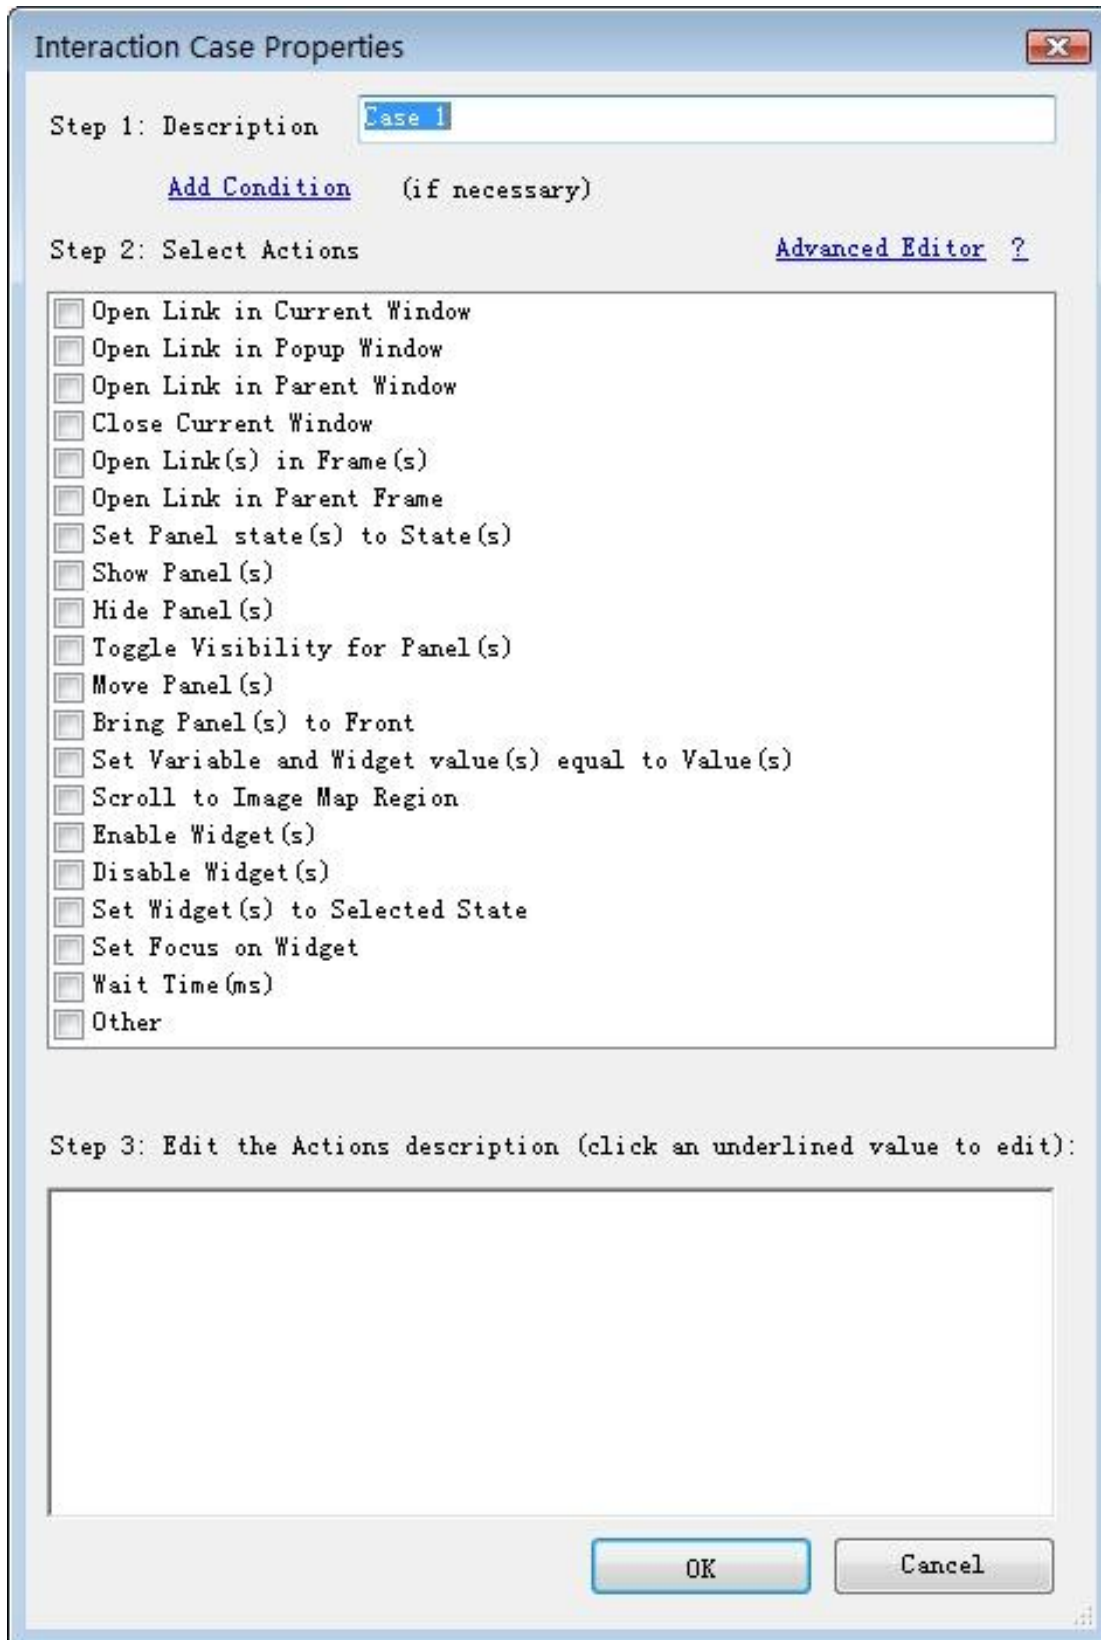 Interaction Case Properties
Step 1: Description Case 1
Add Condition (if necessary)
Step 2: Select Actions Advanced Editor ?
Open Link in Current Window
Open Link in Popup Window
Open Link in Parent Window
Close Current Window
Open Link(s) in Frame(s)
Open Link in Parent Frame
Set Panel state(s) to State(s)
Show Panel(s)
Hide Panel(s)
Toggle Visibility for Panel(s)
Move Panel(s)
Bring Panel(s) to Front
Set Variable and Widget value(s) equal to Value(s)
Scroll to Image Map Region
Enable Widget(s)
Disable Widget(s)
Set Widget(s) to Selected State
Set Focus on Widget
Wait Time(ms)
Other
Step 3: Edit the Actions description (click an underlined value to edit):
OK Cancel